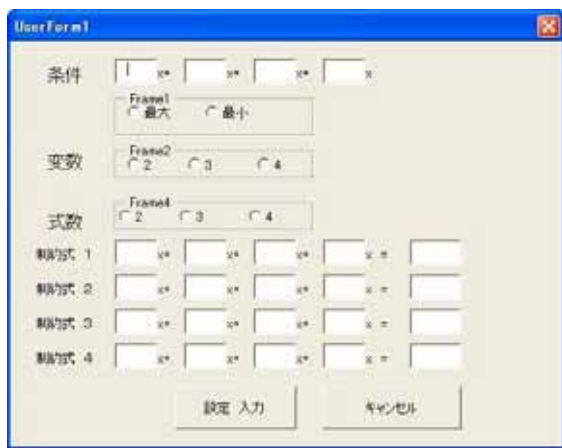 UserForm1
条件 x+ x+ x+ x
Frame1
最大 最小
変数
Frame2
2 3 4
式数
Frame4
2 3 4
制約式 1 x+ x+ x+ x =
制約式 2 x+ x+ x+ x =
制約式 3 x+ x+ x+ x =
制約式 4 x+ x+ x+ x =
設定 入力 キャンセル